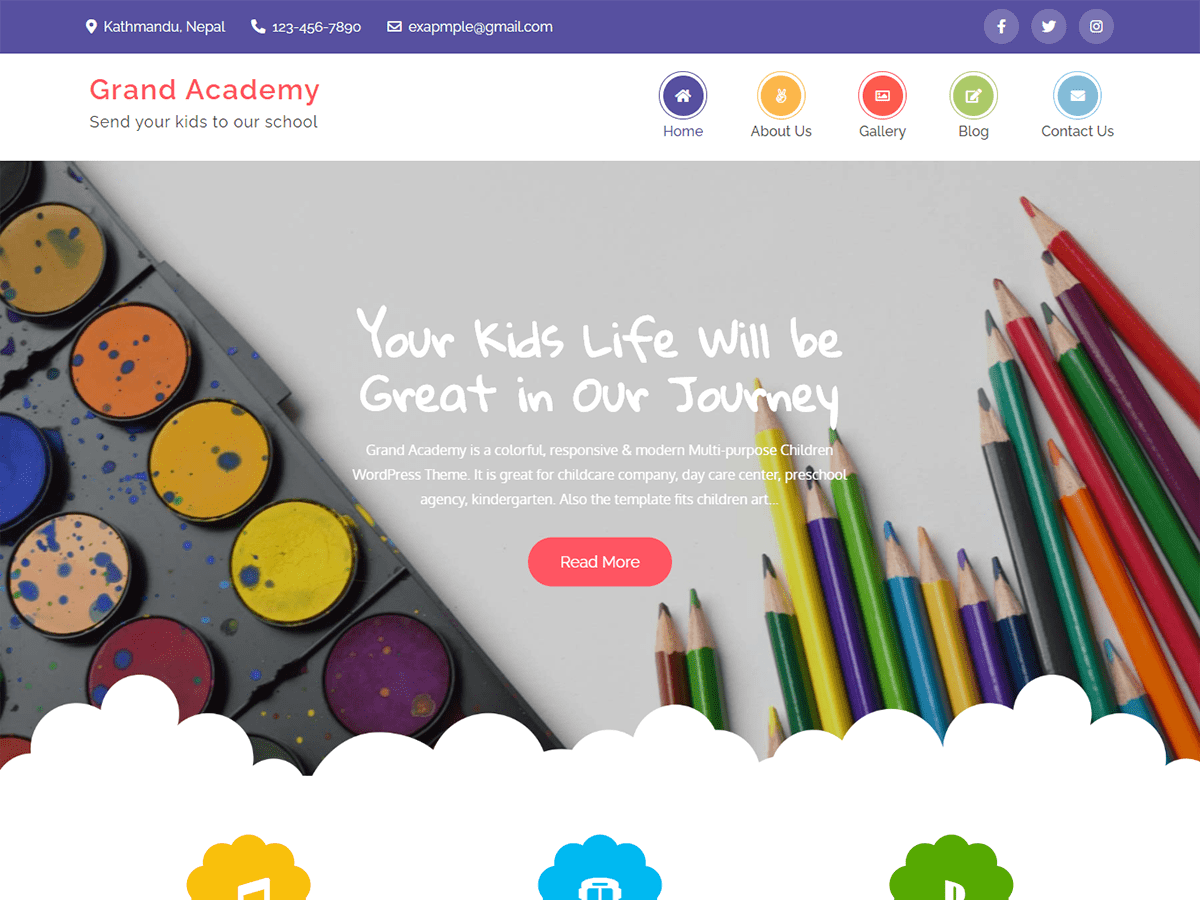 Kathmandu, Nepal 123-456-7890 exapmple@gmail.com
Grand Academy
Send your kids to our school
Home About Us Gallery Blog Contact Us
Your Kids Life Will be
Great in Our Journey
Grand Academy is a colorful, responsive & modern Multi-purpose Children
WordPress Theme. It is great for childcare company, day care center, preschool
agency, kindergarten. Also the template fits children art...
Read More